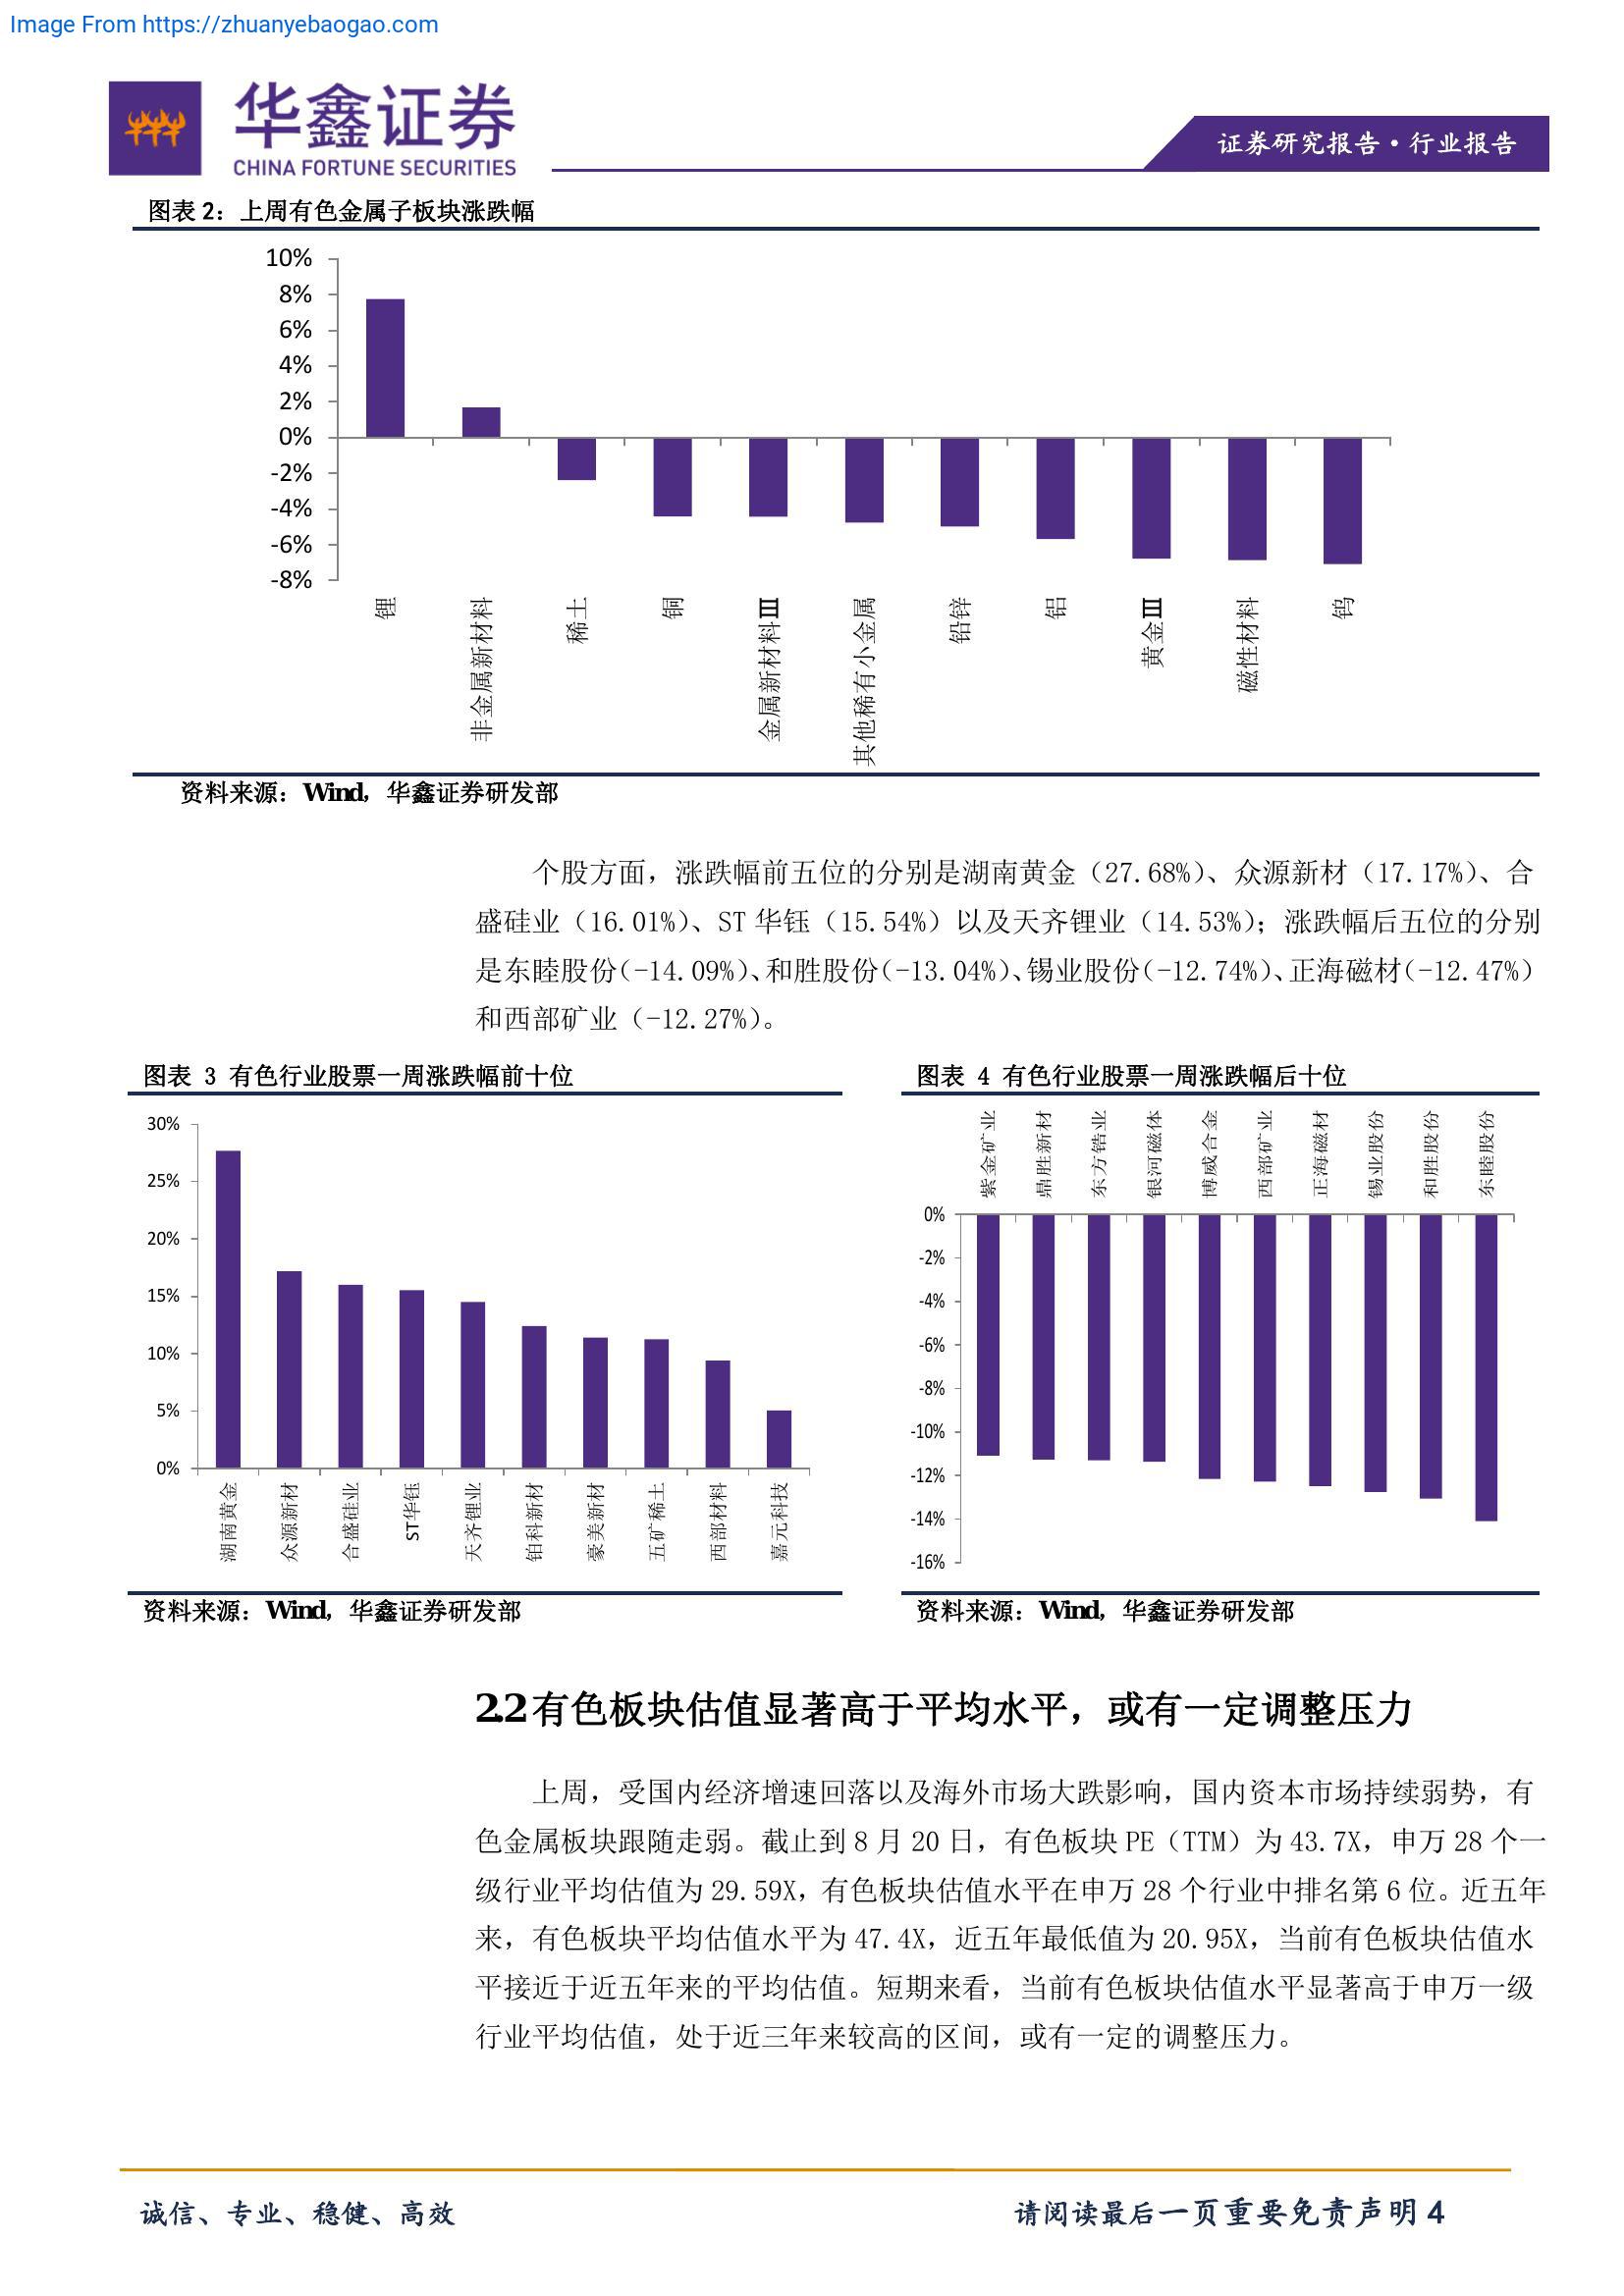 Image From https://zhuanyebaogao.com
华鑫证券
CHINA FORTUNE SECURITIES
证券研究报告·行业报告
图表 2：上周有色金属子板块涨跌幅
10%
8%
6%
4%
2%
0%
-2%
-4%
-6%
-8%
锂
非金属新材料
稀土
铜
金属新材料Ⅲ
其他稀有小金属
铅锌
铝
黄金Ⅲ
磁性材料
钨
资料来源：Wind，华鑫证券研发部
个股方面，涨跌幅前五位的分别是湖南黄金（27.68%）、众源新材（17.17%）、合
盛硅业（16.01%）、ST 华钰（15.54%）以及天齐锂业（14.53%）；涨跌幅后五位的分别
是东睦股份（-14.09%）、和胜股份（-13.04%）、锡业股份（-12.74%）、正海磁材（-12.47%）
和西部矿业（-12.27%）。
图表 3 有色行业股票一周涨跌幅前十位
30%
25%
20%
15%
10%
5%
0%
湖南黄金
众源新材
合盛硅业
ST华钰
天齐锂业
铂科新材
豪美新材
五矿稀土
西部材料
嘉元科技
资料来源：Wind，华鑫证券研发部
图表 4 有色行业股票一周涨跌幅后十位
紫金矿业
鼎胜新材
东方锆业
银河磁体
博威合金
西部矿业
正海磁材
锡业股份
和胜股份
东睦股份
0%
-2%
-4%
-6%
-8%
-10%
-12%
-14%
-16%
资料来源：Wind，华鑫证券研发部
2.2 有色板块估值显著高于平均水平，或有一定调整压力
上周，受国内经济增速回落以及海外市场大跌影响，国内资本市场持续弱势，有
色金属板块跟随走弱。截止到 8 月 20 日，有色板块 PE（TTM）为 43.7X，申万 28 个一
级行业平均估值为 29.59X，有色板块估值水平在申万 28 个行业中排名第 6 位。近五年
来，有色板块平均估值水平为 47.4X，近五年最低值为 20.95X，当前有色板块估值水
平接近于近五年来的平均估值。短期来看，当前有色板块估值水平显著高于申万一级
行业平均估值，处于近三年来较高的区间，或有一定的调整压力。
诚信、专业、稳健、高效
请阅读最后一页重要免责声明 4